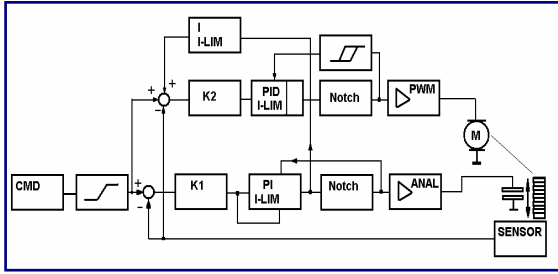 I
I-LIM
+
+
-
K2
PID
I-LIM
Notch
PWM
M
CMD
+
-
K1
PI
I-LIM
Notch
ANAL
SENSOR